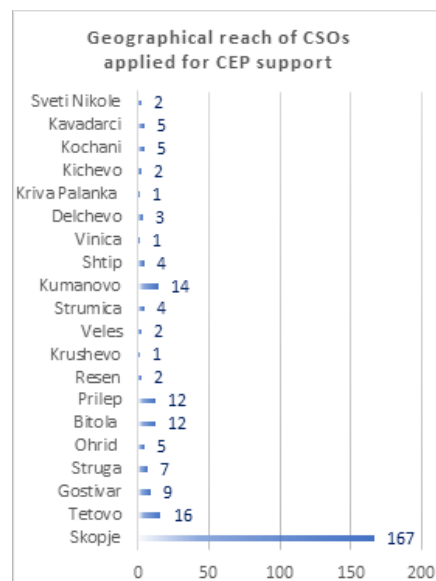 Geographical reach of CSOs
applied for CEP support
Sveti Nikole 2
Kavadarci 5
Kochani 5
Kichevo 2
Kriva Palanka 1
Delchevo 3
Vinica 1
Shtip 4
Kumanovo 14
Strumica 4
Veles 2
Krushevo 1
Resen 2
Prilep 12
Bitola 12
Ohrid 5
Struga 7
Gostivar 9
Tetovo 16
Skopje 167
0 50 100 150 200